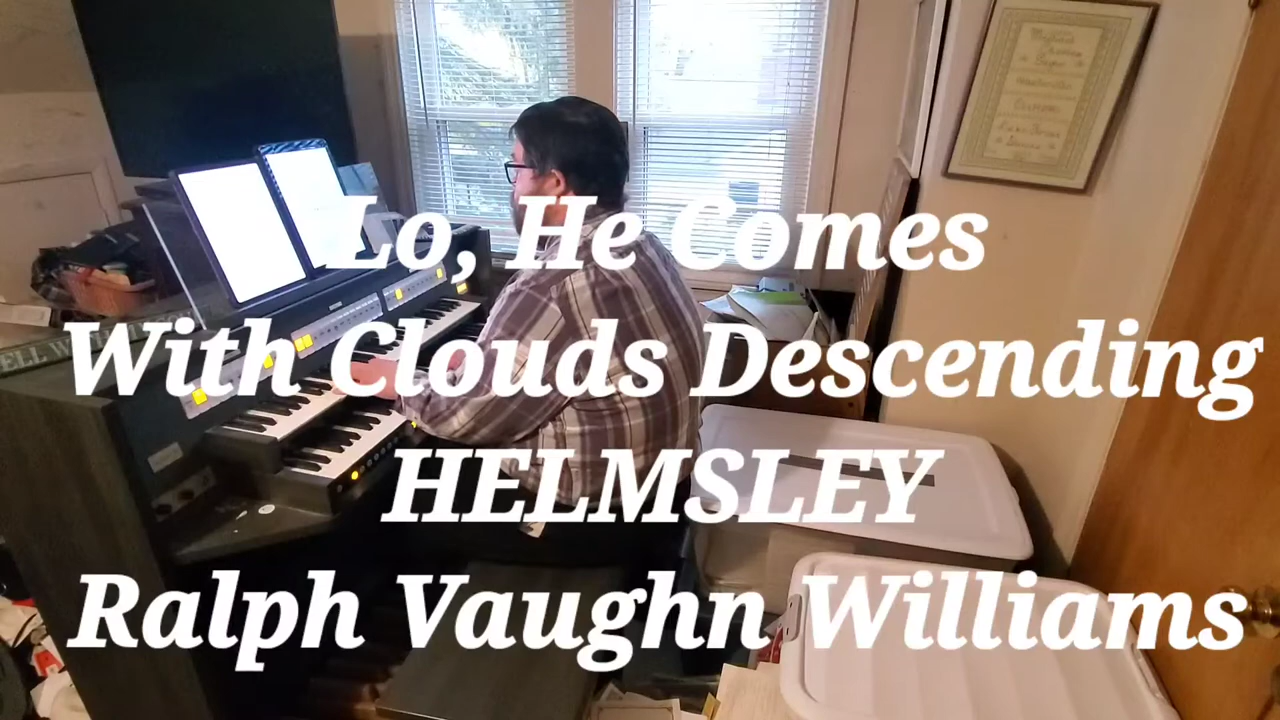 Lo, He Comes
With Clouds Descending
HELMSLEY
Ralph Vaughn Williams